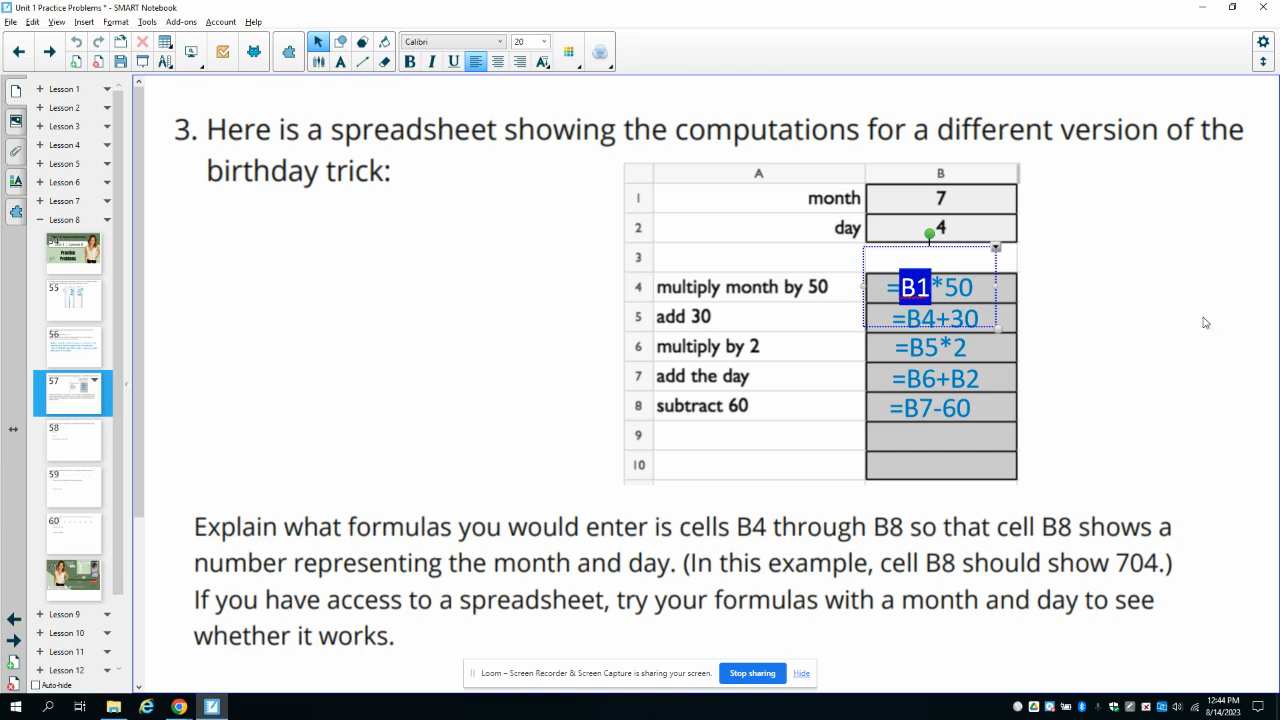 Unit 1 Practice Problems * - SMART Notebook
File Edit View Insert Format Tools Add-ons Account Help
Calibri 20
B I U
Lesson 1
Lesson 2
Lesson 3
Lesson 4
Lesson 5
Lesson 6
Lesson 7
Lesson 8
54
Practice
Problems
55
56
57
58
59
60
Lesson 9
Lesson 10
Lesson 11
Lesson 12
Auto-hide
3. Here is a spreadsheet showing the computations for a different version of the
birthday trick:
A B
1 month 7
2 day 4
3
4 multiply month by 50 =B1*50
5 add 30 =B4+30
6 multiply by 2 =B5*2
7 add the day =B6+B2
8 subtract 60 =B7-60
9
10
Explain what formulas you would enter is cells B4 through B8 so that cell B8 shows a
number representing the month and day. (In this example, cell B8 should show 704.)
If you have access to a spreadsheet, try your formulas with a month and day to see
whether it works.
Loom – Screen Recorder & Screen Capture is sharing your screen. Stop sharing Hide
12:44 PM
8/14/2023